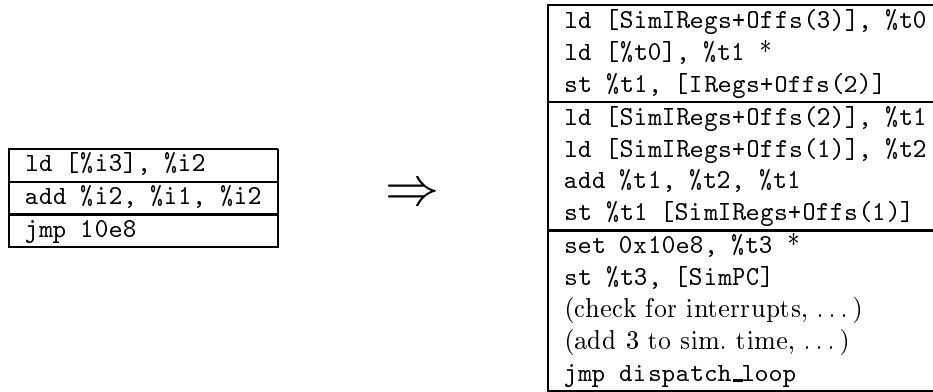 ld [%i3], %i2
add %i2, %i1, %i2
jmp 10e8
⇒
ld [SimIRegs+Offs(3)], %t0
ld [%t0], %t1 *
st %t1, [IRegs+Offs(2)]
ld [SimIRegs+Offs(2)], %t1
ld [SimIRegs+Offs(1)], %t2
add %t1, %t2, %t1
st %t1 [SimIRegs+Offs(1)]
set 0x10e8, %t3 *
st %t3, [SimPC]
(check for interrupts, ...)
(add 3 to sim. time, ...)
jmp dispatch_loop